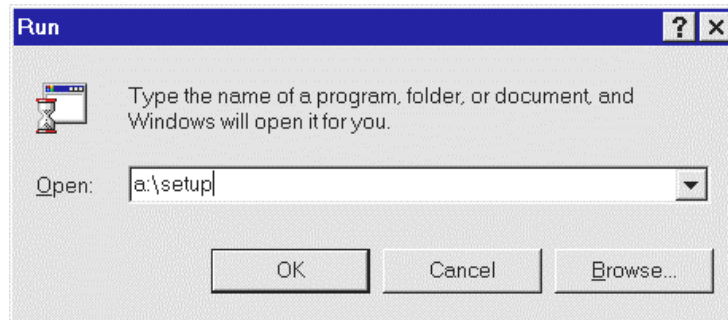 Run
Type the name of a program, folder, or document, and
Windows will open it for you.
Open: a:\setup
OK Cancel Browse...